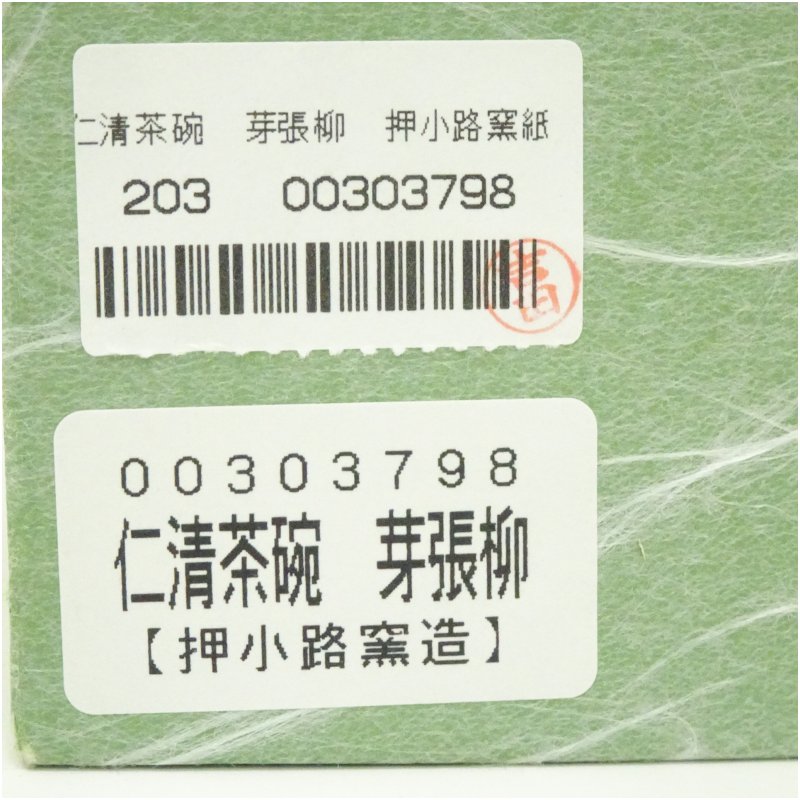 仁清茶碗　芽張柳　押小路窯紙
203　00303798
00303798
仁清茶碗　芽張柳
【押小路窯造】